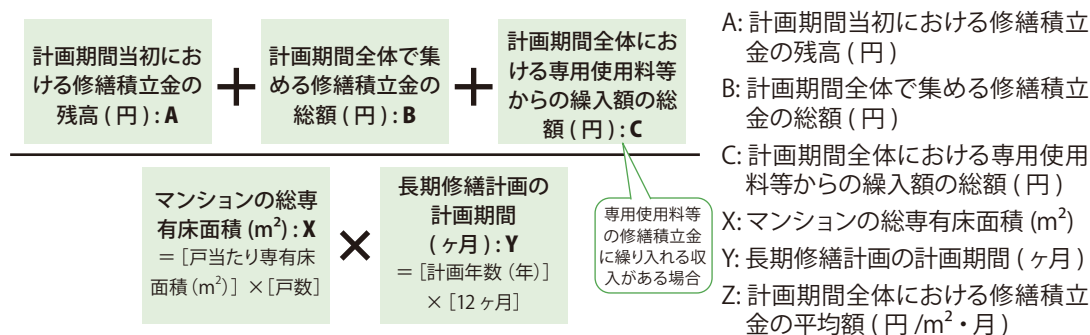 計画期間当初にお
ける修繕積立金の
残高 ( 円 ) : A
＋
計画期間全体で集
める修繕積立金の
総額 ( 円 ) : B
＋
計画期間全体にお
ける専用使用料等
からの繰入額の総
額 ( 円 ) : C
マンションの総専
有床面積 (m²) : X
＝［戸当たり専有床
面積（m²）］×［戸数］
×
長期修繕計画の
計画期間
( ヶ月 ) : Y
＝［計画年数（年）］
×［12 ヶ月］
専用使用料等
の修繕積立金
に繰り入れる収
入がある場合
A: 計画期間当初における修繕積立
金の残高 ( 円 )
B: 計画期間全体で集める修繕積立
金の総額 ( 円 )
C: 計画期間全体における専用使用
料等からの繰入額の総額 ( 円 )
X: マンションの総専有床面積 (m²)
Y: 長期修繕計画の計画期間 ( ヶ月 )
Z: 計画期間全体における修繕積立
金の平均額 ( 円 /m²・月 )